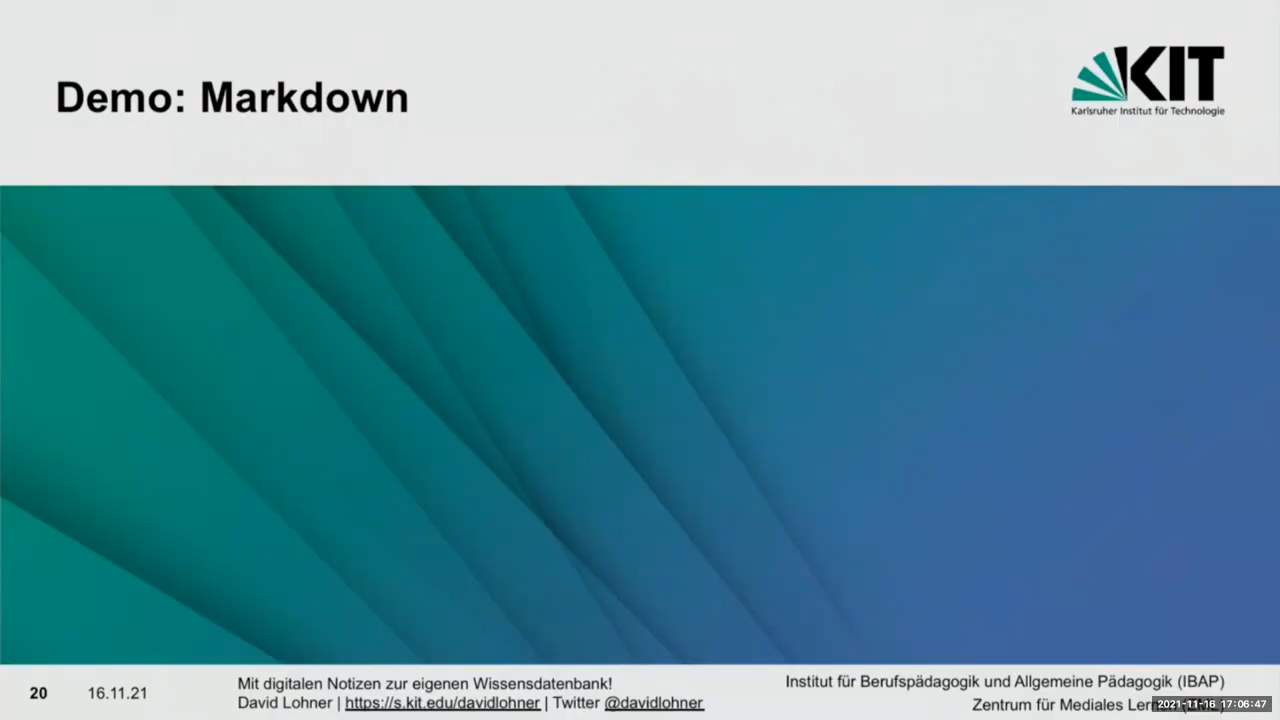 Demo: Markdown
KIT
Karlsruher Institut für Technologie
20
16.11.21
Mit digitalen Notizen zur eigenen Wissensdatenbank!
David Lohner | https://s.kit.edu/davidlohner | Twitter @davidlohner
Institut für Berufspädagogik und Allgemeine Pädagogik (IBAP)
Zentrum für Mediales
2021-11-16 17:06:47